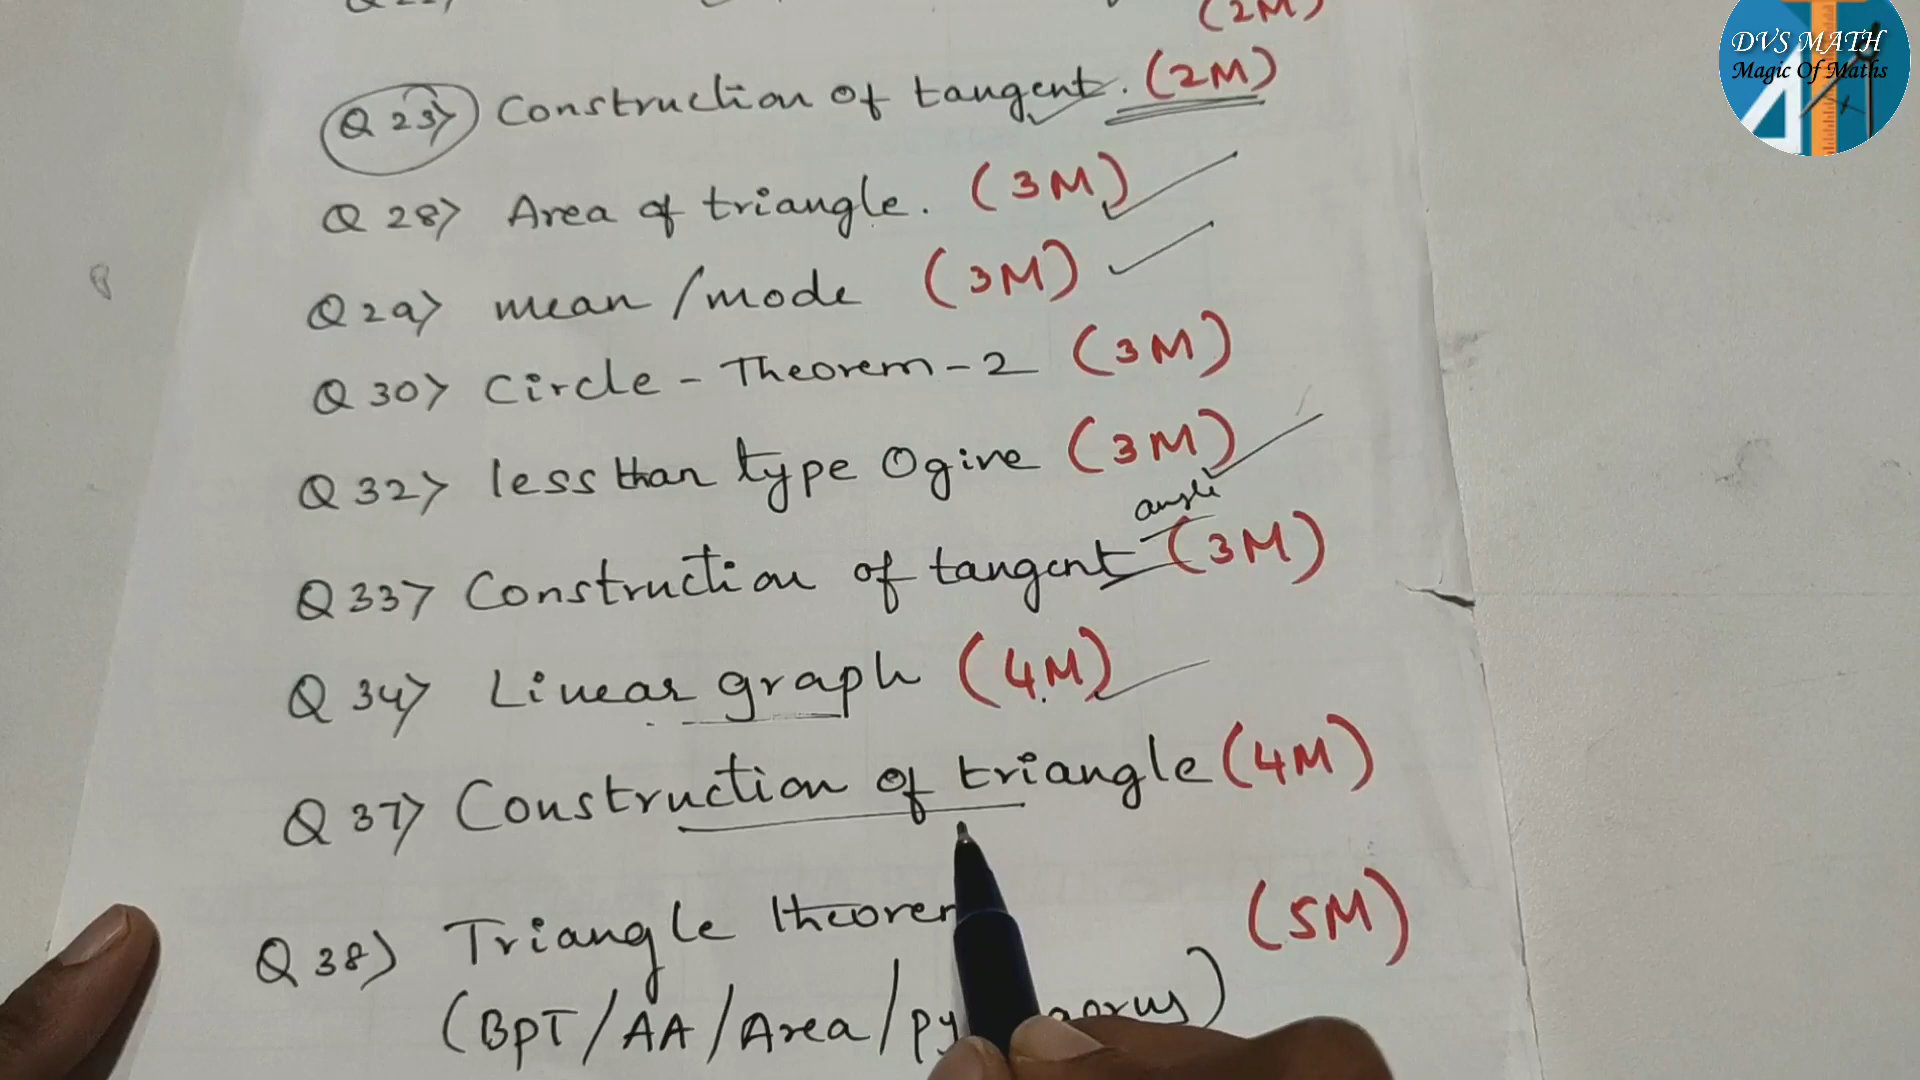 (2M)
DVS MATH
Magic Of Maths
Q 23) Construction of tangent. (2M)
Q 28) Area of triangle. (3M)
Q 29) mean/mode (3M)
Q 30) Circle - Theorem - 2 (3M)
Q 32) less than type Ogive (3M)
angle
Q 33) Construction of tangent (3M)
Q 34) Linear graph (4M)
Q 37) Construction of triangle (4M)
Q 38) Triangle (5M)
(BPT/AA/Area/